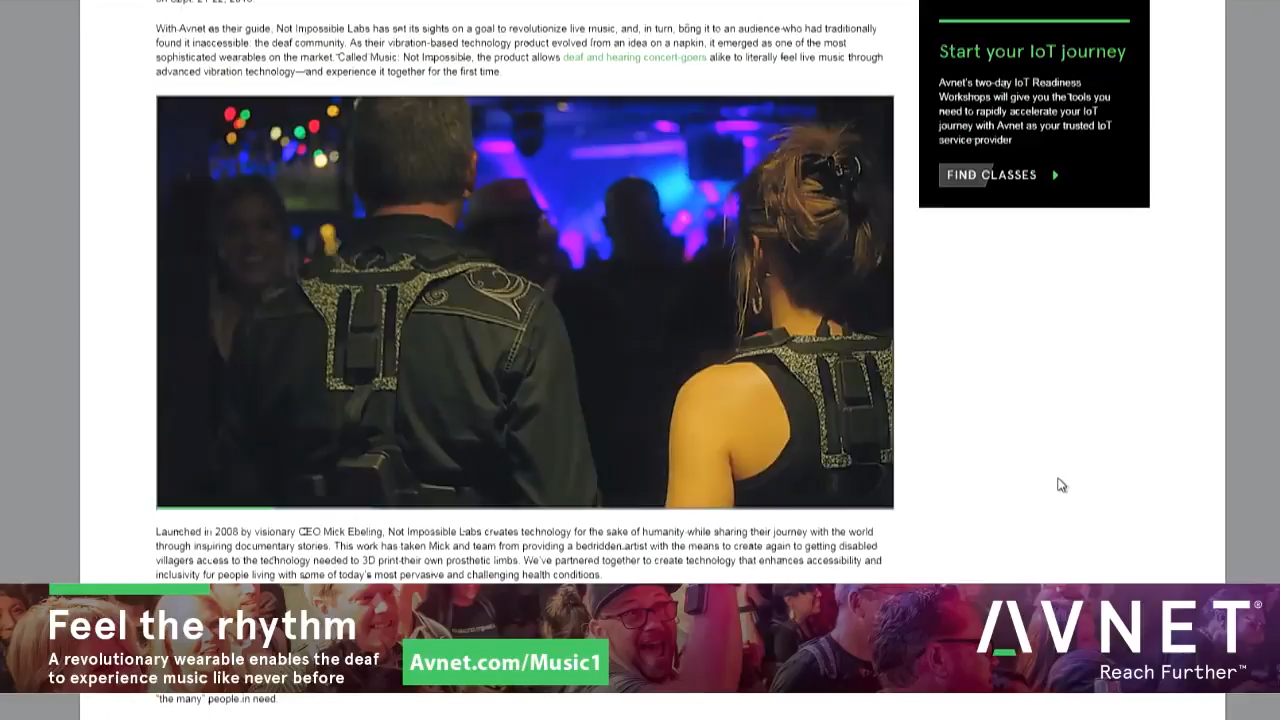 With Avnet as their guide, Not Impossible Labs has set its sights on a goal to revolutionize live music, and, in turn, bring it to an audience who had traditionally
found it inaccessible: the deaf community. As their vibration-based technology product evolved from an idea on a napkin, it emerged as one of the most
sophisticated wearables on the market. Called Music: Not Impossible, the product allows deaf and hearing concert-goers alike to literally feel live music through
advanced vibration technology—and experience it together for the first time.
Start your IoT journey
Avnet's two-day IoT Readiness
Workshops will give you the tools you
need to rapidly accelerate your IoT
journey with Avnet as your trusted IoT
service provider
FIND CLASSES
Launched in 2008 by visionary CEO Mick Ebeling, Not Impossible Labs creates technology for the sake of humanity while sharing their journey with the world
through inspiring documentary stories. This work has taken Mick and team from providing a bedridden artist with the means to create again to getting disabled
villagers access to the technology needed to 3D print their own prosthetic limbs. We've partnered together to create technology that enhances accessibility and
inclusivity for people living with some of today's most pervasive and challenging health conditions.
Feel the rhythm
A revolutionary wearable enables the deaf
to experience music like never before
Avnet.com/Music1
AVNET®
Reach Further™
"the many" people in need